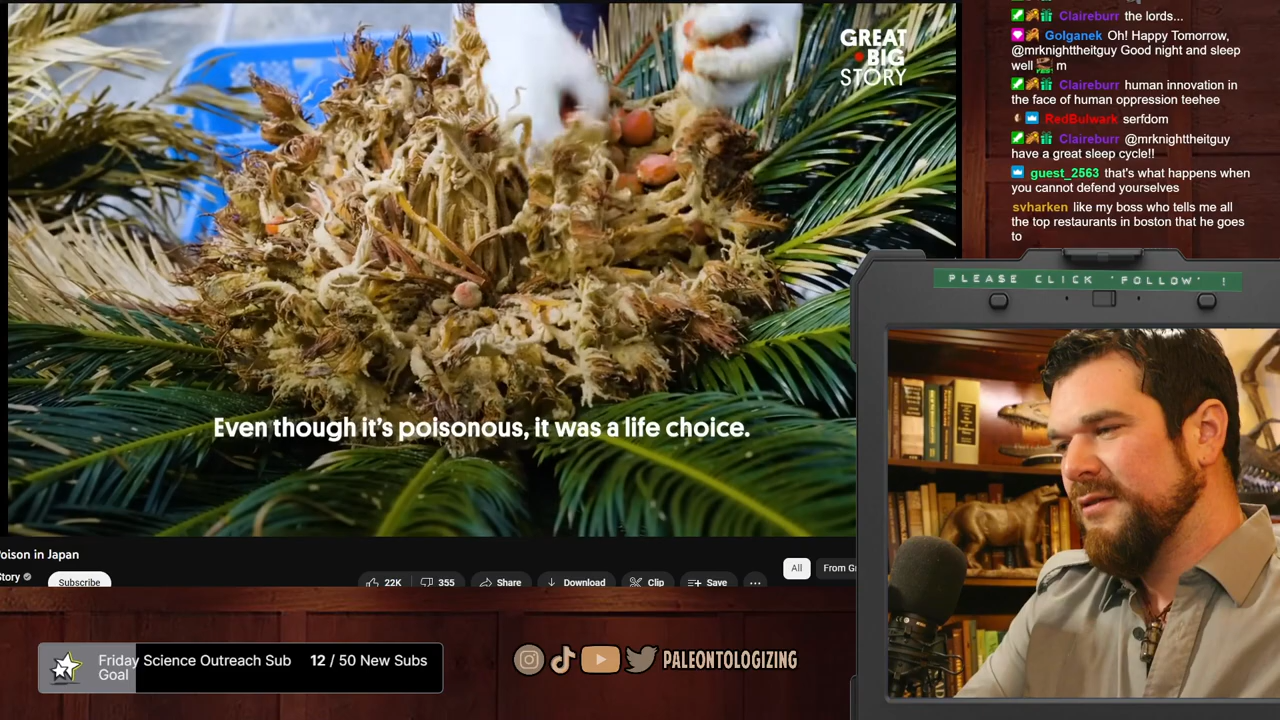 GREAT
BIG
STORY
Even though it's poisonous, it was a life choice.
Poison in Japan
Story
Subscribe
22K
355
Share
Download
Clip
Save
...
All
From Gr
Friday Science Outreach Sub
Goal
12 / 50 New Subs
PALEONTOLOGIZING
Claireburr the lords...
Golganek Oh! Happy Tomorrow,
@mrknighttheitguy Good night and sleep
well m
Claireburr human innovation in
the face of human oppression teehee
RedBulwark serfdom
Claireburr @mrknighttheitguy
have a great sleep cycle!!
guest_2563 that's what happens when
you cannot defend yourselves
svharken like my boss who tells me all
the top restaurants in boston that he goes
to
PLEASE CLICK 'FOLLOW' !